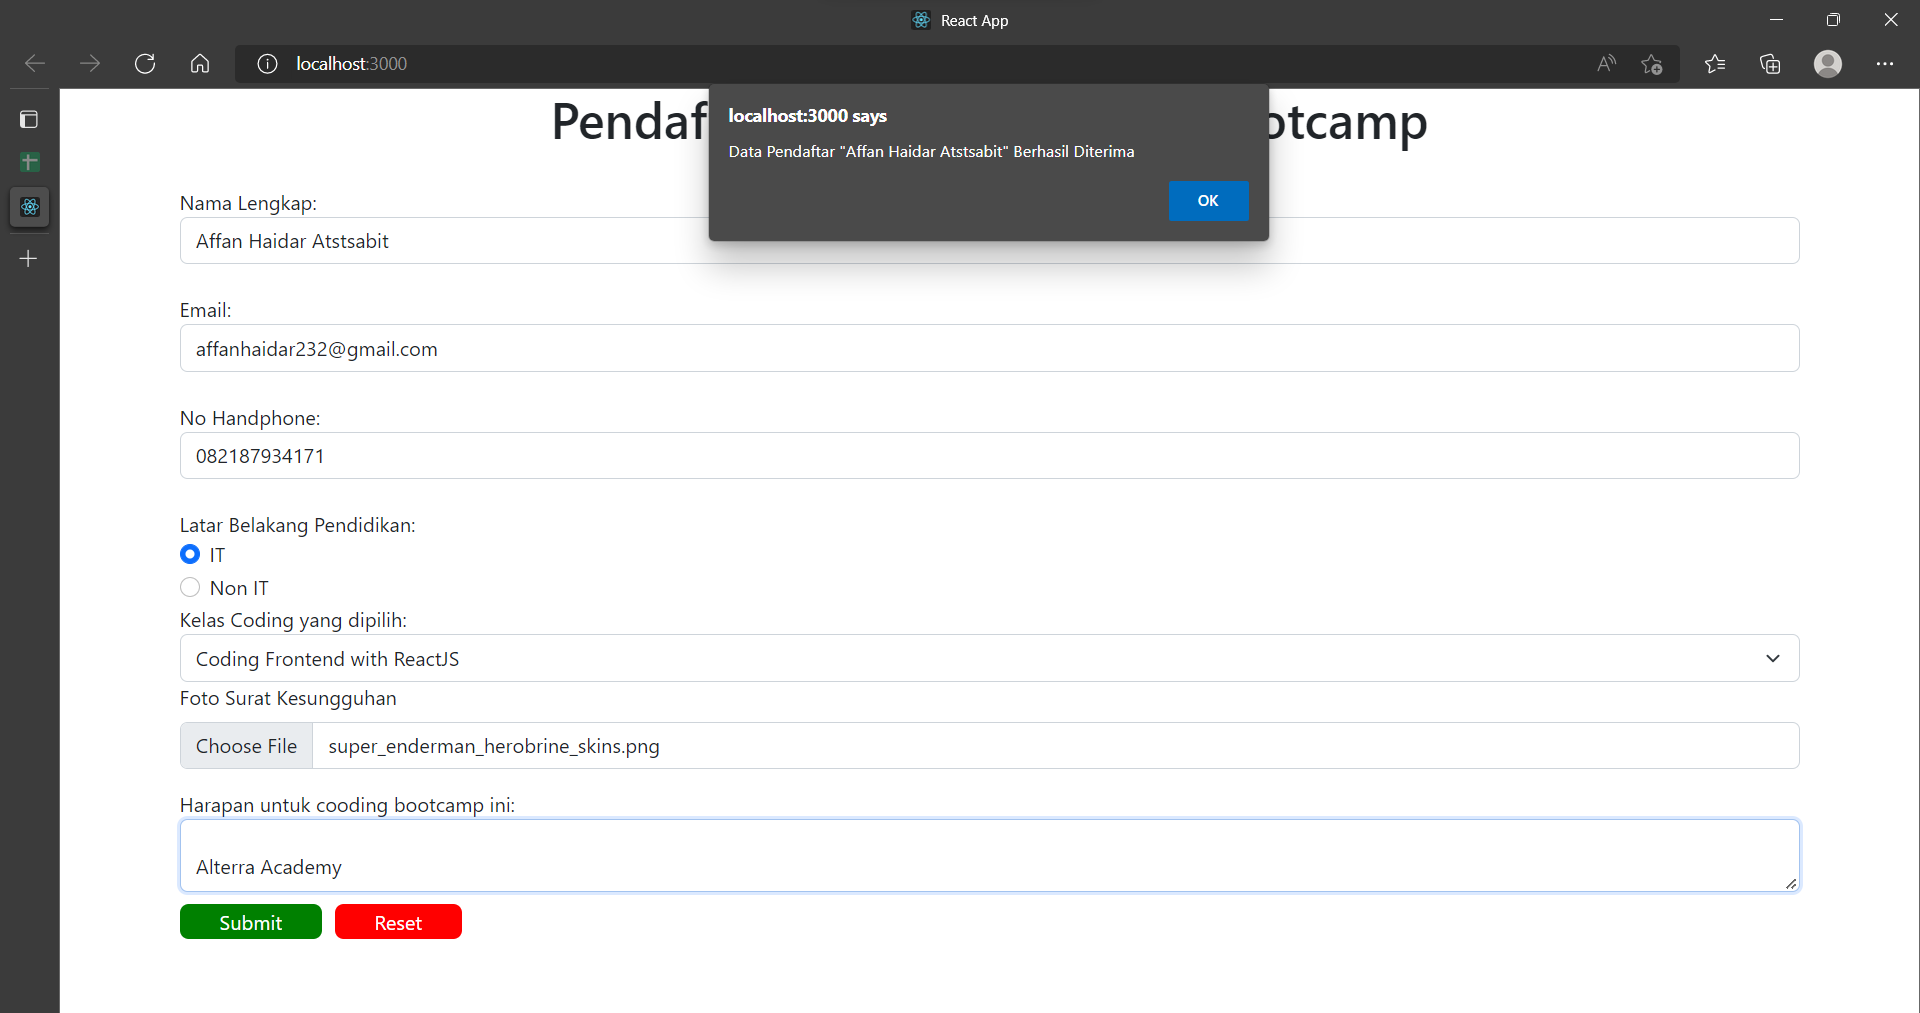 React App
localhost:3000
Pendaf
otcamp
localhost:3000 says
Data Pendaftar "Affan Haidar Atstsabit" Berhasil Diterima
OK
Nama Lengkap:
Affan Haidar Atstsabit
Email:
affanhaidar232@gmail.com
No Handphone:
082187934171
Latar Belakang Pendidikan:
IT
Non IT
Kelas Coding yang dipilih:
Coding Frontend with ReactJS
Foto Surat Kesungguhan
Choose File super_enderman_herobrine_skins.png
Harapan untuk cooding bootcamp ini:
Alterra Academy
Submit Reset